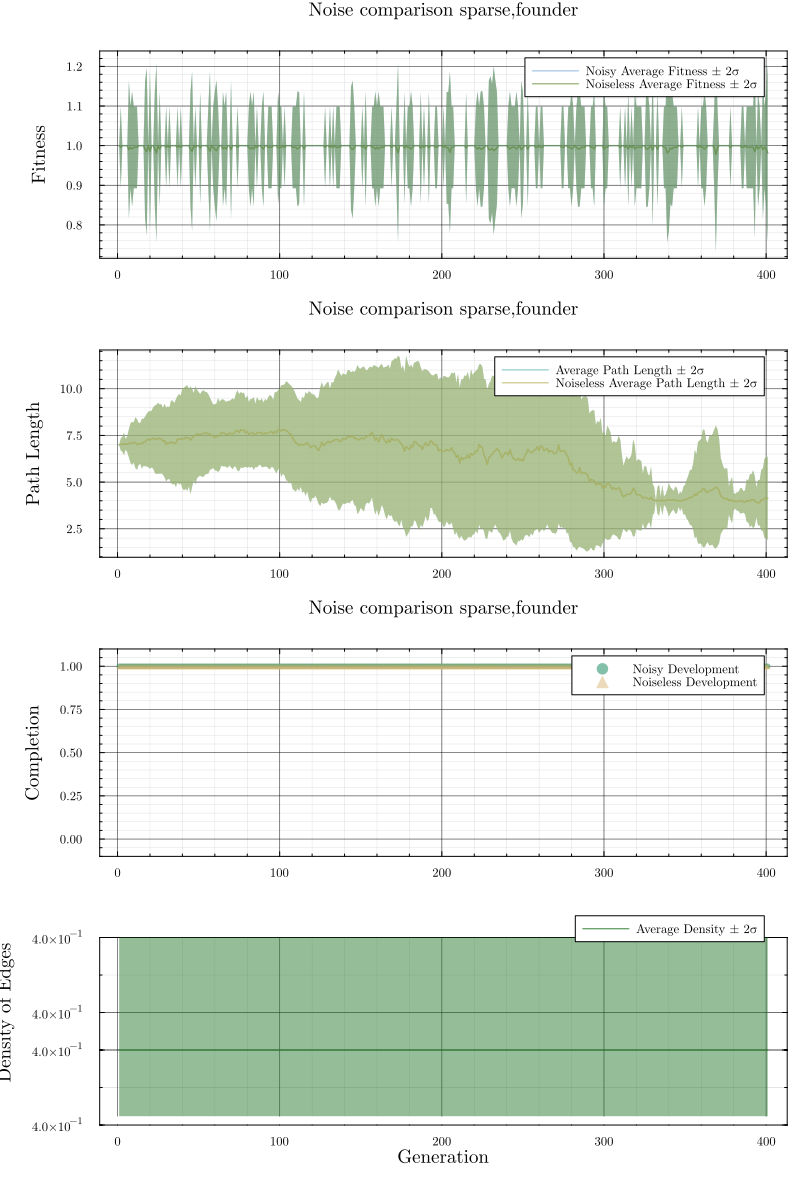 Noise comparison sparse,founder
1.2
1.1
1.0
0.9
0.8
Fitness
Noisy Average Fitness ± 2σ
Noiseless Average Fitness ± 2σ
0 100 200 300 400
Noise comparison sparse,founder
10.0
7.5
5.0
2.5
Path Length
Average Path Length ± 2σ
Noiseless Average Path Length ± 2σ
0 100 200 300 400
Noise comparison sparse,founder
1.00
0.75
0.50
0.25
0.00
Completion
Noisy Development
Noiseless Development
0 100 200 300 400
Average Density ± 2σ
4.0×10⁻¹
4.0×10⁻¹
4.0×10⁻¹
4.0×10⁻¹
Density of Edges
0 100 200 300 400
Generation